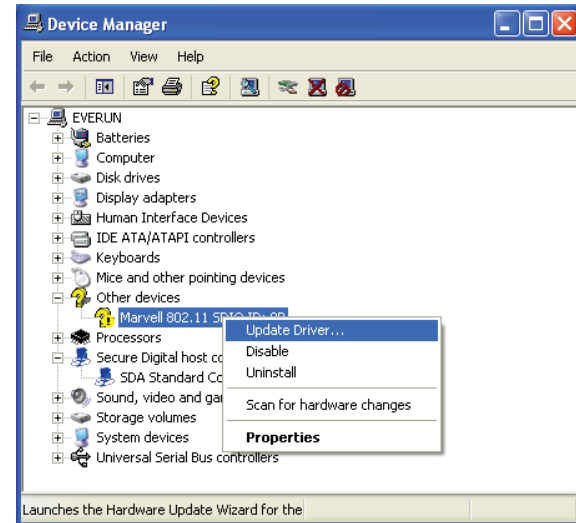 Device Manager
File Action View Help
EVERUN
Batteries
Computer
Disk drives
Display adapters
Human Interface Devices
IDE ATA/ATAPI controllers
Keyboards
Mice and other pointing devices
Other devices
Marvell 802.11 SDIO ID: 0B
Update Driver...
Disable
Uninstall
Scan for hardware changes
Properties
Processors
Secure Digital host co
SDA Standard Co
Sound, video and ga
Storage volumes
System devices
Universal Serial Bus controllers
Launches the Hardware Update Wizard for the